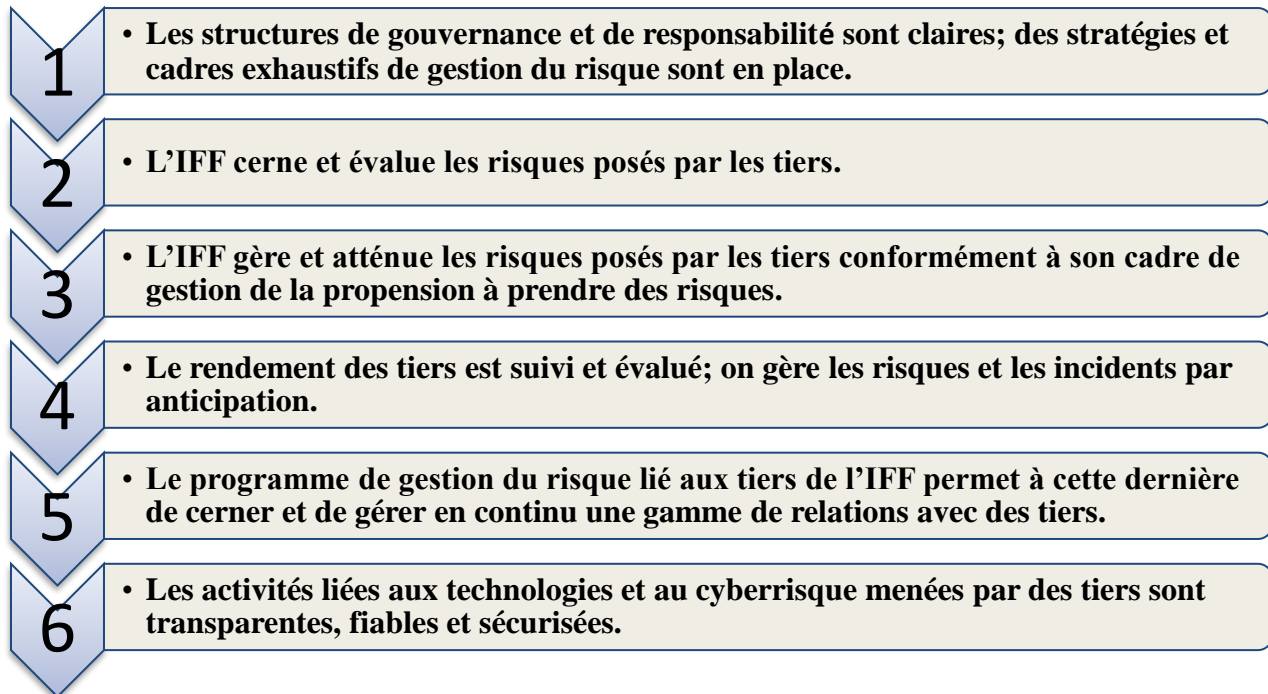 1
• Les structures de gouvernance et de responsabilité sont claires; des stratégies et
cadres exhaustifs de gestion du risque sont en place.
2
• L’IFF cerne et évalue les risques posés par les tiers.
3
• L’IFF gère et atténue les risques posés par les tiers conformément à son cadre de
gestion de la propension à prendre des risques.
4
• Le rendement des tiers est suivi et évalué; on gère les risques et les incidents par
anticipation.
5
• Le programme de gestion du risque lié aux tiers de l’IFF permet à cette dernière
de cerner et de gérer en continu une gamme de relations avec des tiers.
6
• Les activités liées aux technologies et au cyberrisque menées par des tiers sont
transparentes, fiables et sécurisées.